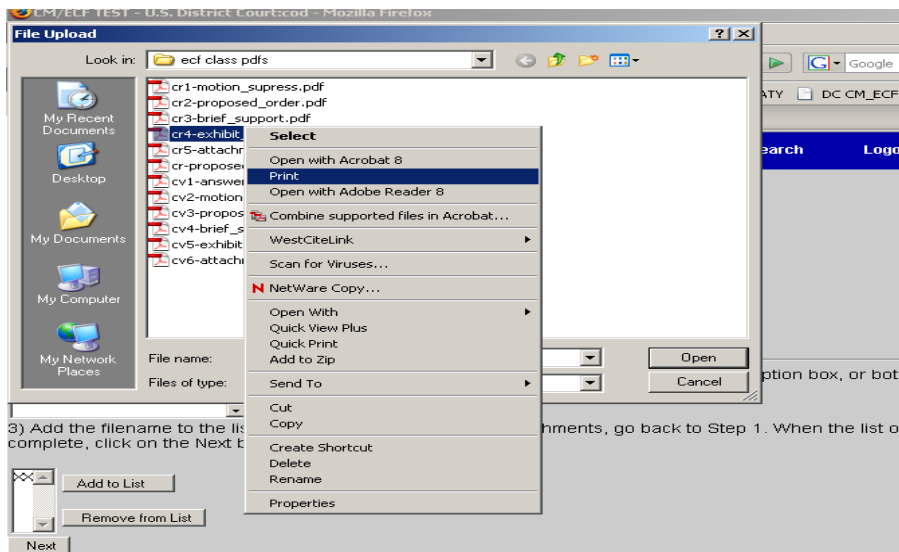 CM/ECF TEST - U.S. District Court:cod - Mozilla Firefox
File Upload
Look in: ecf class pdfs
Google
ATY DC CM_ECF
earch Logo
My Recent Documents
Desktop
My Documents
My Computer
My Network Places
cr1-motion_supress.pdf
cr2-proposed_order.pdf
cr3-brief_support.pdf
cr4-exhibit_
cr5-attachr
cr-propose
cv1-answe
cv2-motion
cv3-propos
cv4-brief_s
cv5-exhibit
cv6-attach
Select
Open with Acrobat 8
Print
Open with Adobe Reader 8
Combine supported files in Acrobat...
WestCiteLink
Scan for Viruses...
NetWare Copy...
Open With
Quick View Plus
Quick Print
Add to Zip
Send To
Cut
Copy
Create Shortcut
Delete
Rename
Properties
File name: Open
Files of type: Cancel
ption box, or bot
3) Add the filename to the lis hments, go back to Step 1. When the list o
complete, click on the Next b
Add to List
Remove from List
Next